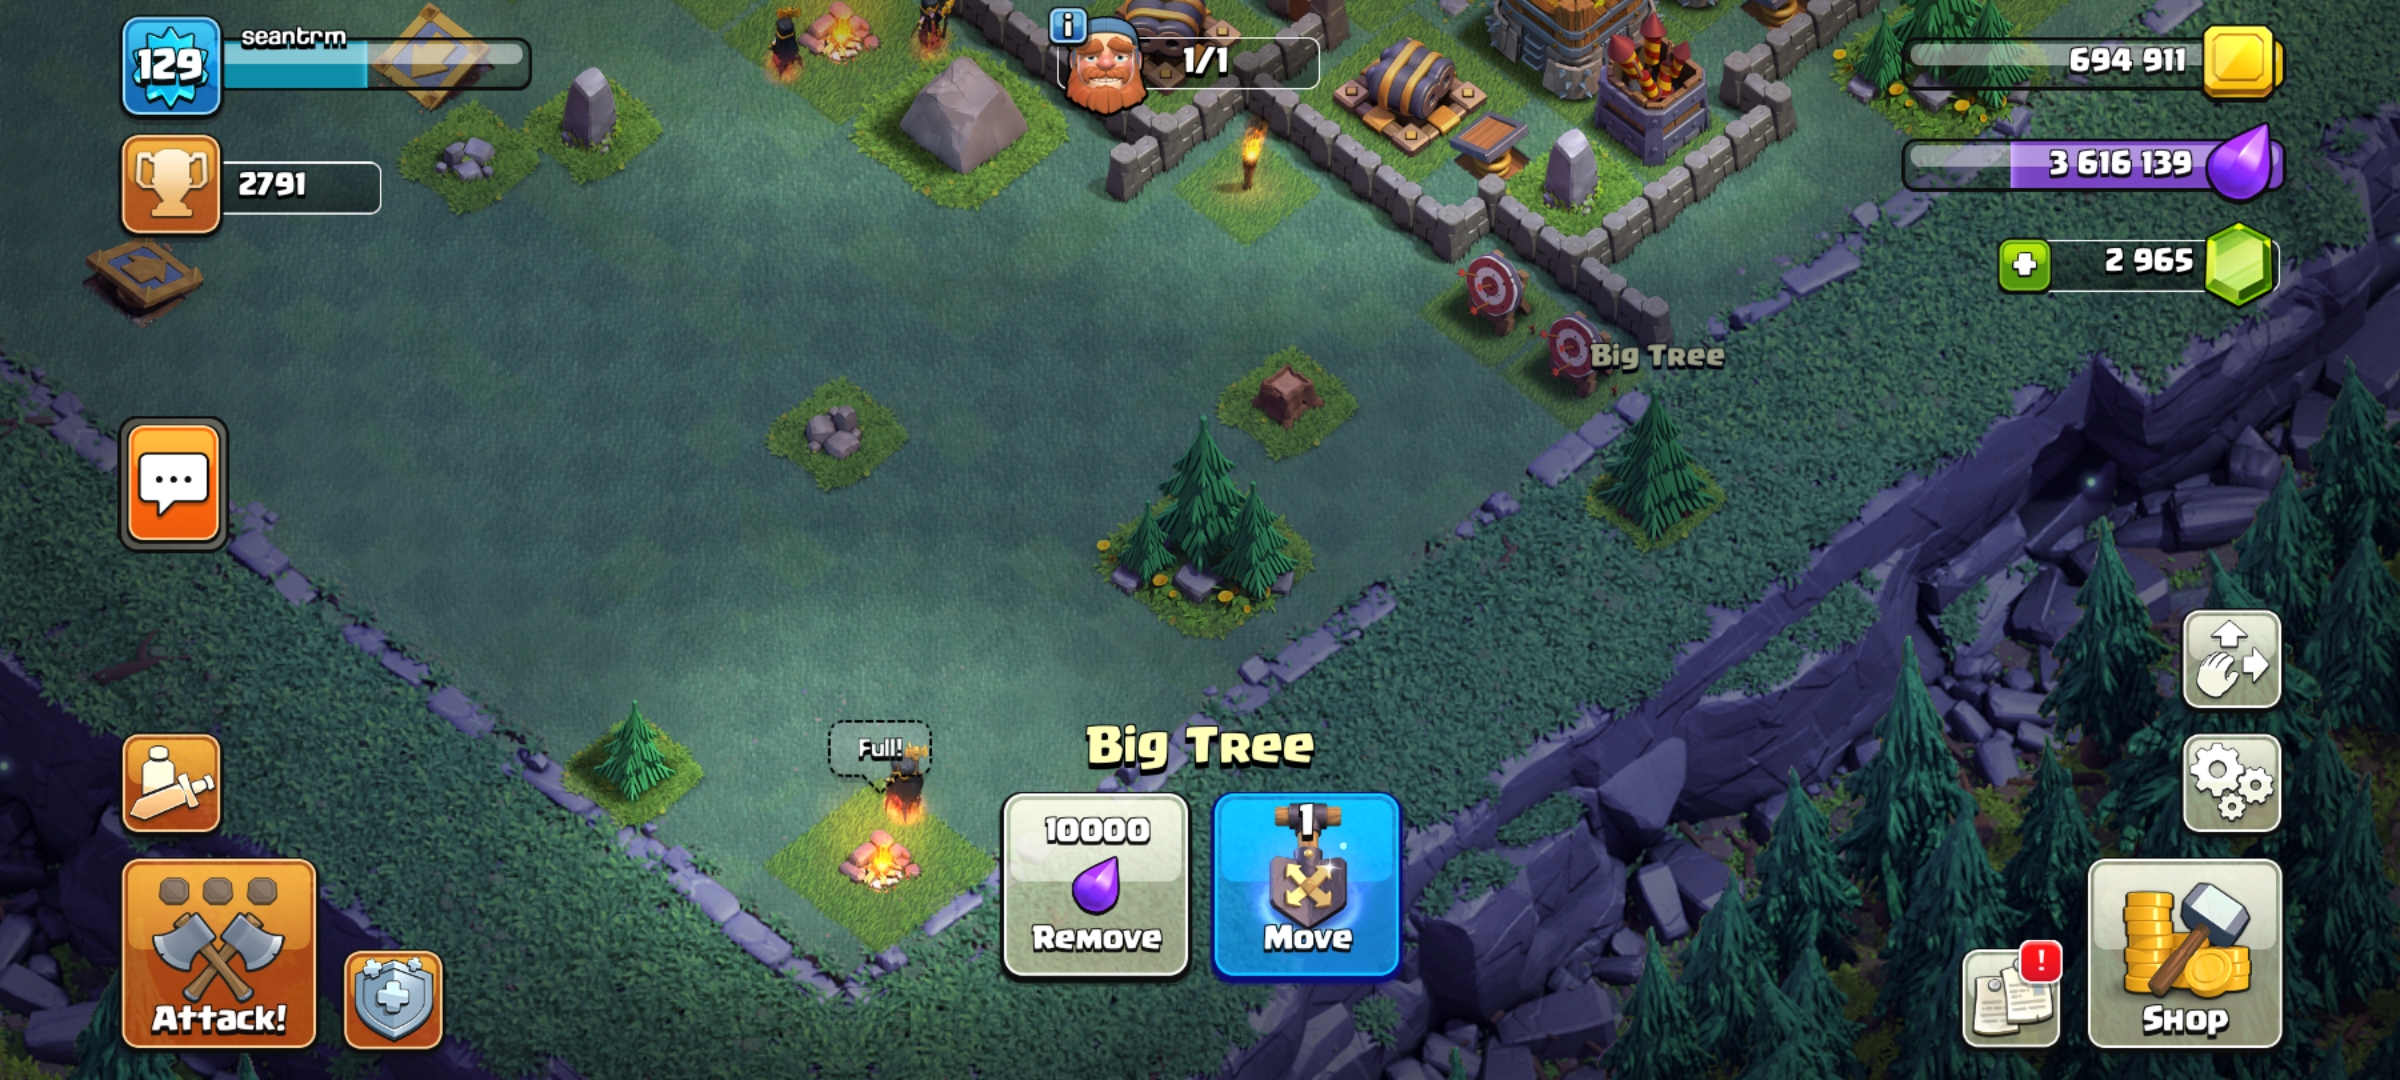 129
seantrm
1/1
694 911
2791
3 616 139
2 965
Big Tree
Full!
Big Tree
10000
Remove
1
Move
Attack!
!
Shop